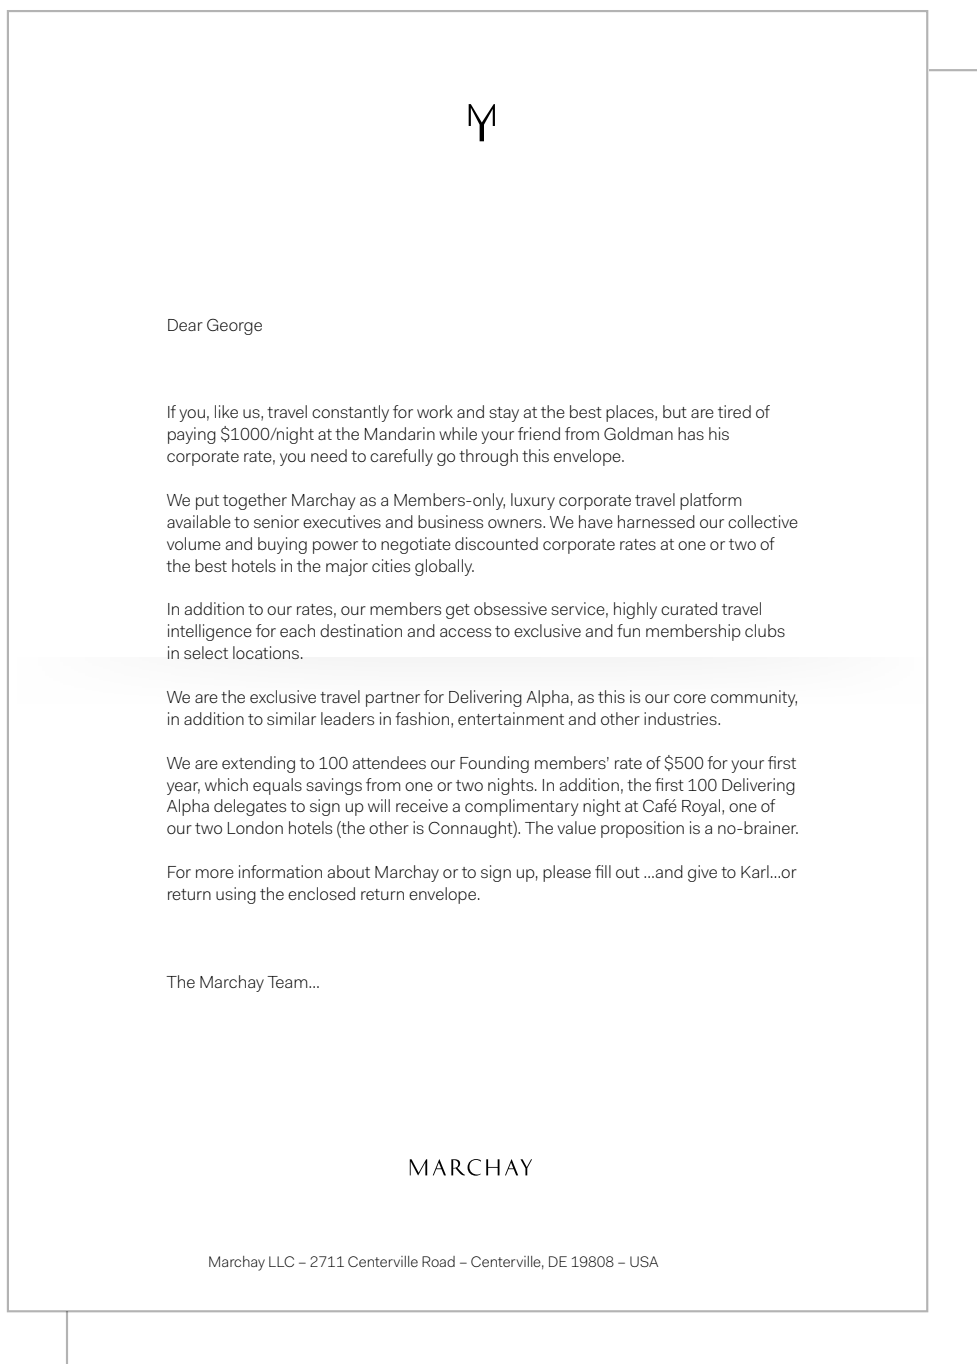 MY
Dear George
If you, like us, travel constantly for work and stay at the best places, but are tired of
paying $1000/night at the Mandarin while your friend from Goldman has his
corporate rate, you need to carefully go through this envelope.
We put together Marchay as a Members-only, luxury corporate travel platform
available to senior executives and business owners. We have harnessed our collective
volume and buying power to negotiate discounted corporate rates at one or two of
the best hotels in the major cities globally.
In addition to our rates, our members get obsessive service, highly curated travel
intelligence for each destination and access to exclusive and fun membership clubs
in select locations.
We are the exclusive travel partner for Delivering Alpha, as this is our core community,
in addition to similar leaders in fashion, entertainment and other industries.
We are extending to 100 attendees our Founding members’ rate of $500 for your first
year, which equals savings from one or two nights. In addition, the first 100 Delivering
Alpha delegates to sign up will receive a complimentary night at Café Royal, one of
our two London hotels (the other is Connaught). The value proposition is a no-brainer.
For more information about Marchay or to sign up, please fill out ...and give to Karl...or
return using the enclosed return envelope.
The Marchay Team...
MARCHAY
Marchay LLC – 2711 Centerville Road – Centerville, DE 19808 – USA